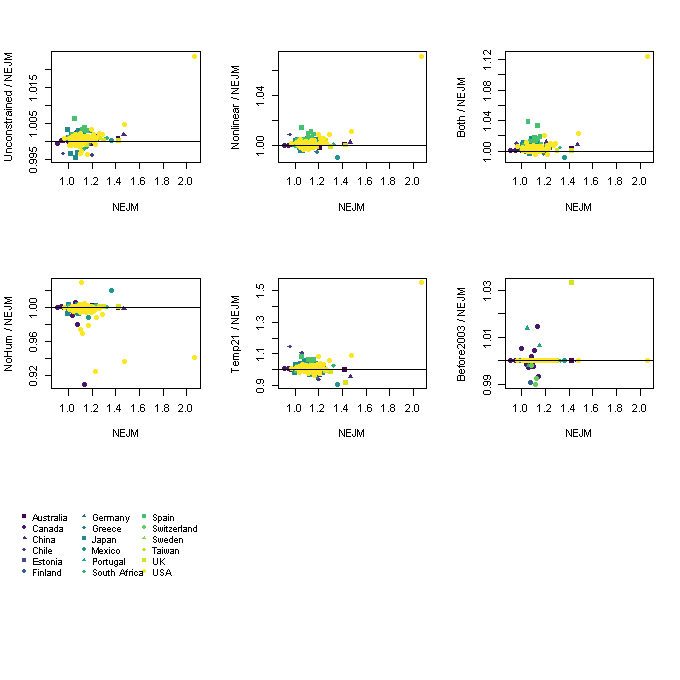 Unconstrained / NEJM
0.995 1.005 1.015
1.0 1.2 1.4 1.6 1.8 2.0
NEJM
Nonlinear / NEJM
1.00 1.04
1.0 1.2 1.4 1.6 1.8 2.0
NEJM
Both / NEJM
1.00 1.04 1.08 1.12
1.0 1.2 1.4 1.6 1.8 2.0
NEJM
NoHum / NEJM
0.92 0.96 1.00
1.0 1.2 1.4 1.6 1.8 2.0
NEJM
Temp21 / NEJM
0.9 1.1 1.3 1.5
1.0 1.2 1.4 1.6 1.8 2.0
NEJM
Before2003 / NEJM
0.99 1.01 1.03
1.0 1.2 1.4 1.6 1.8 2.0
NEJM
Australia Germany Spain
Canada Greece Switzerland
China Japan Sweden
Chile Mexico Taiwan
Estonia Portugal UK
Finland South Africa USA